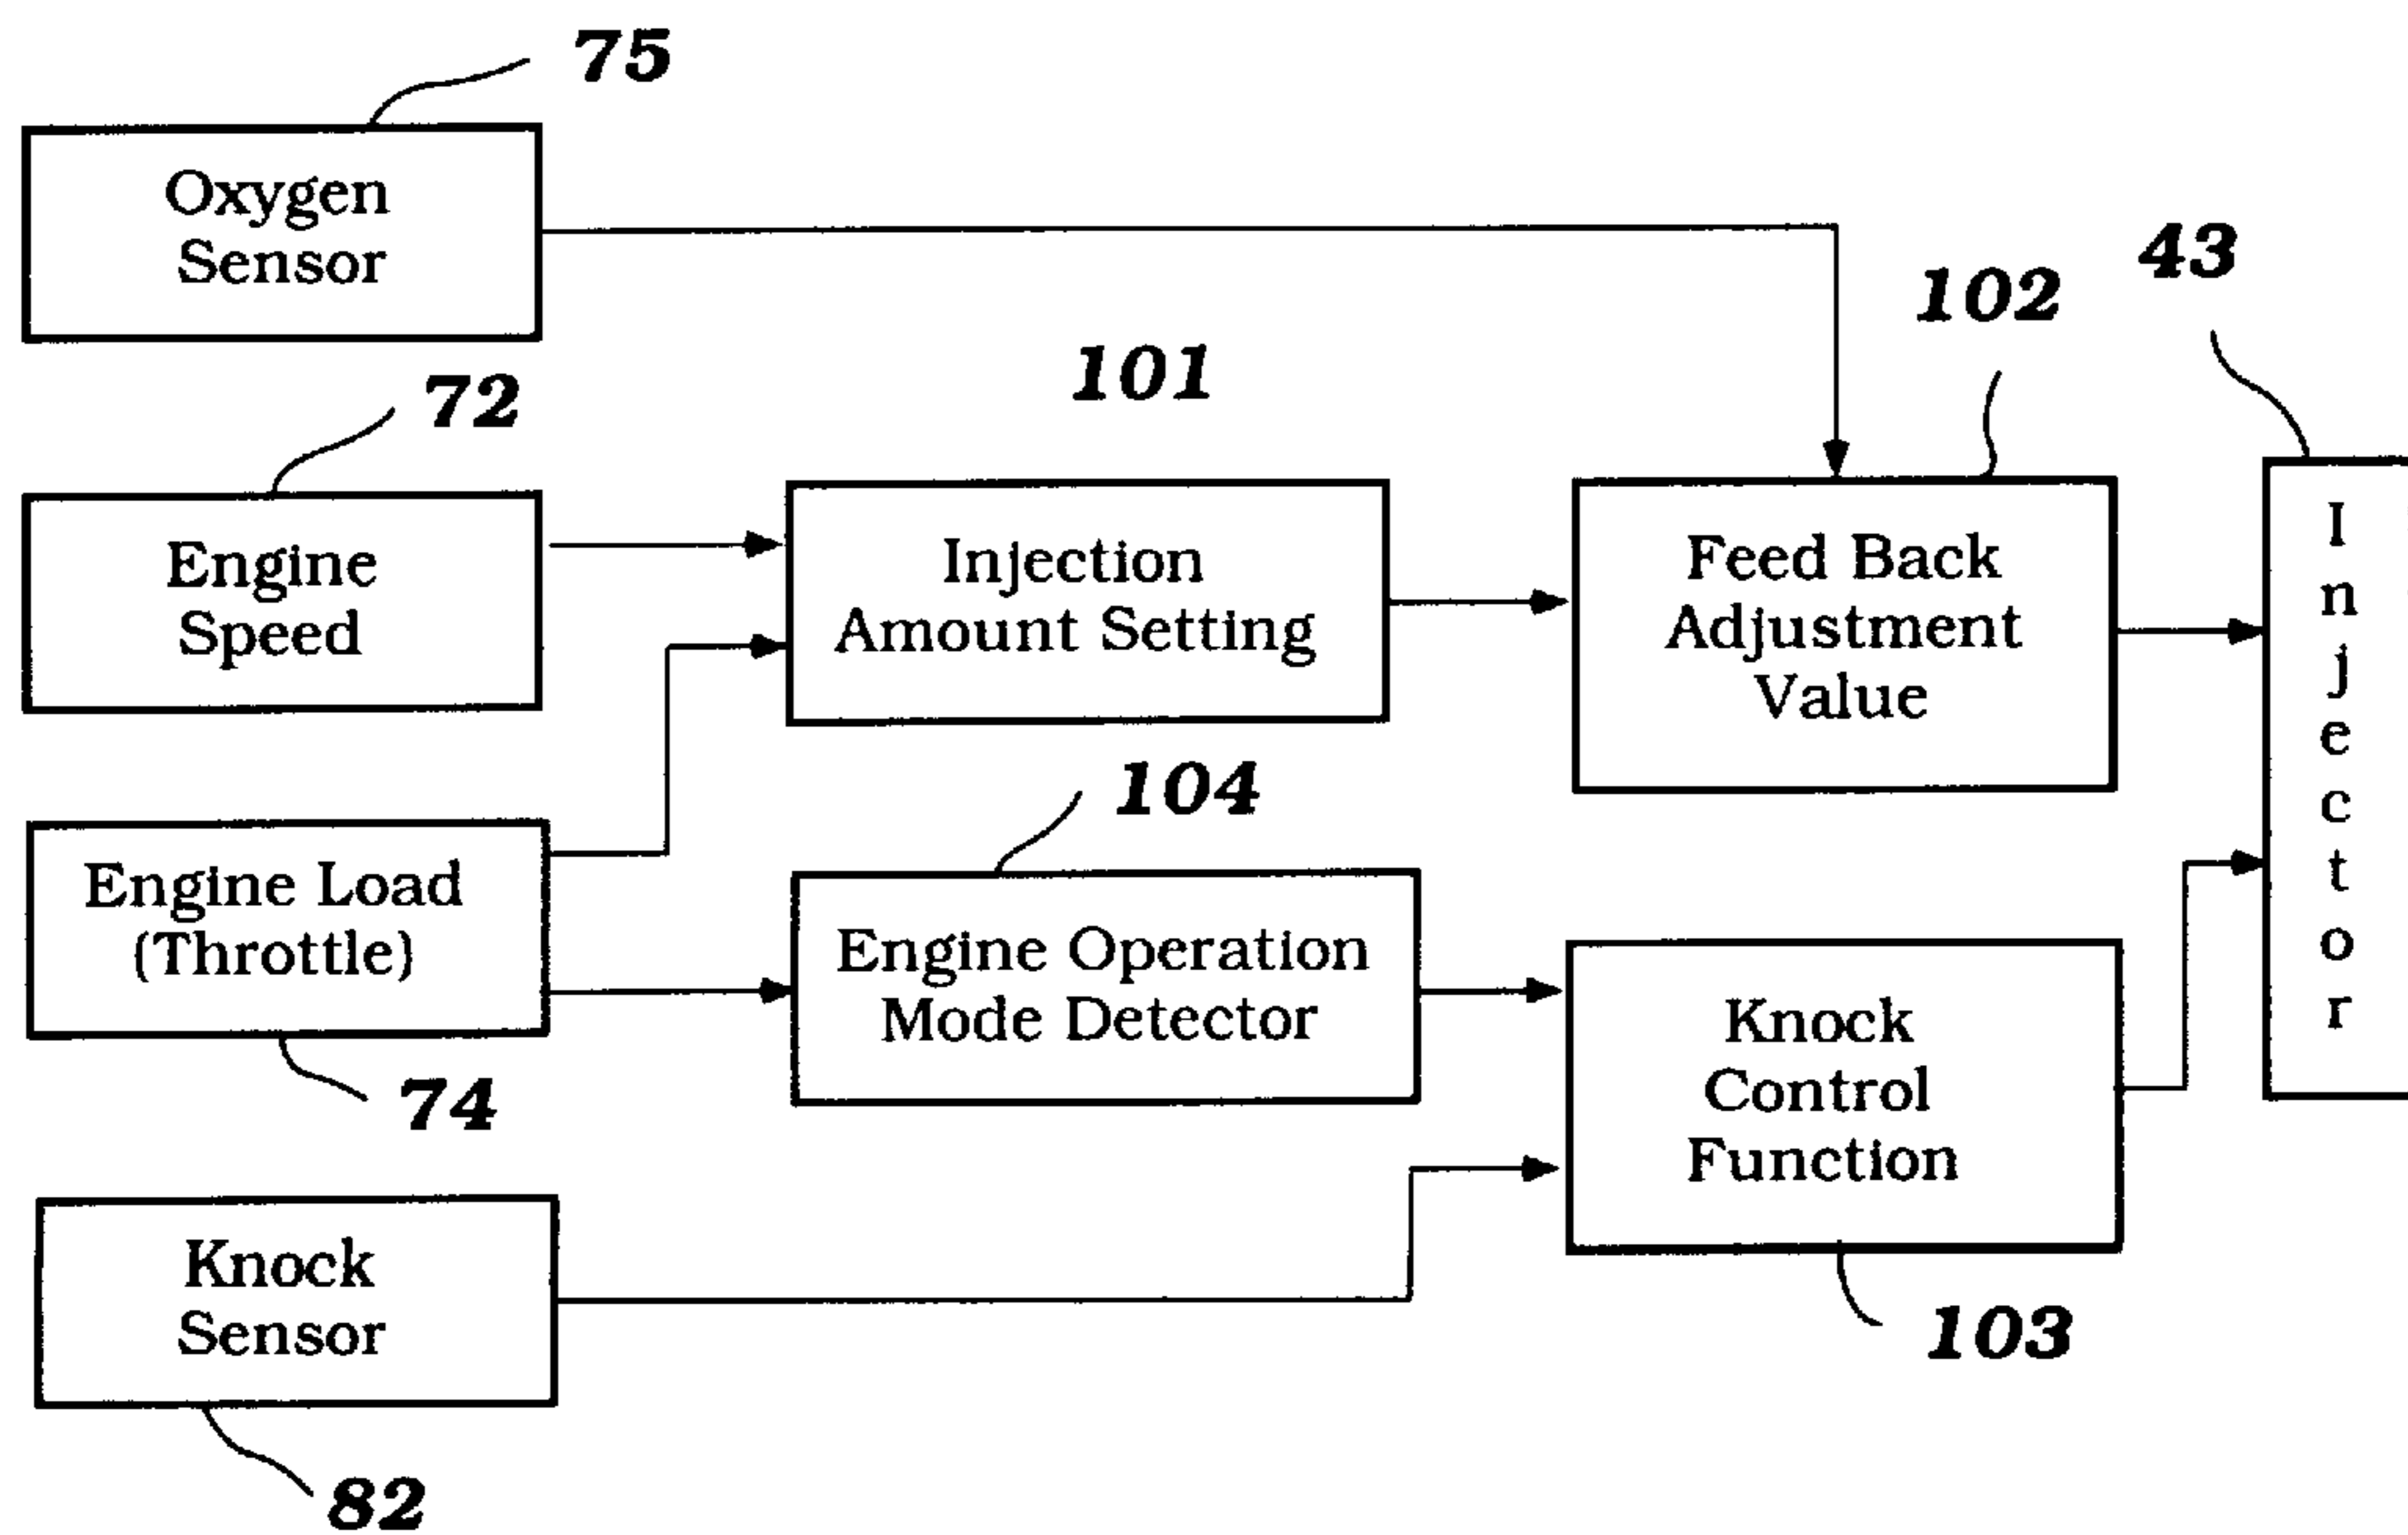 75
Oxygen
Sensor
43
102
101
72
Engine
Speed
Injection
Amount Setting
Feed Back
Adjustment
Value
Injector
104
Engine Load
(Throttle)
Engine Operation
Mode Detector
Knock
Control
Function
74
Knock
Sensor
103
82